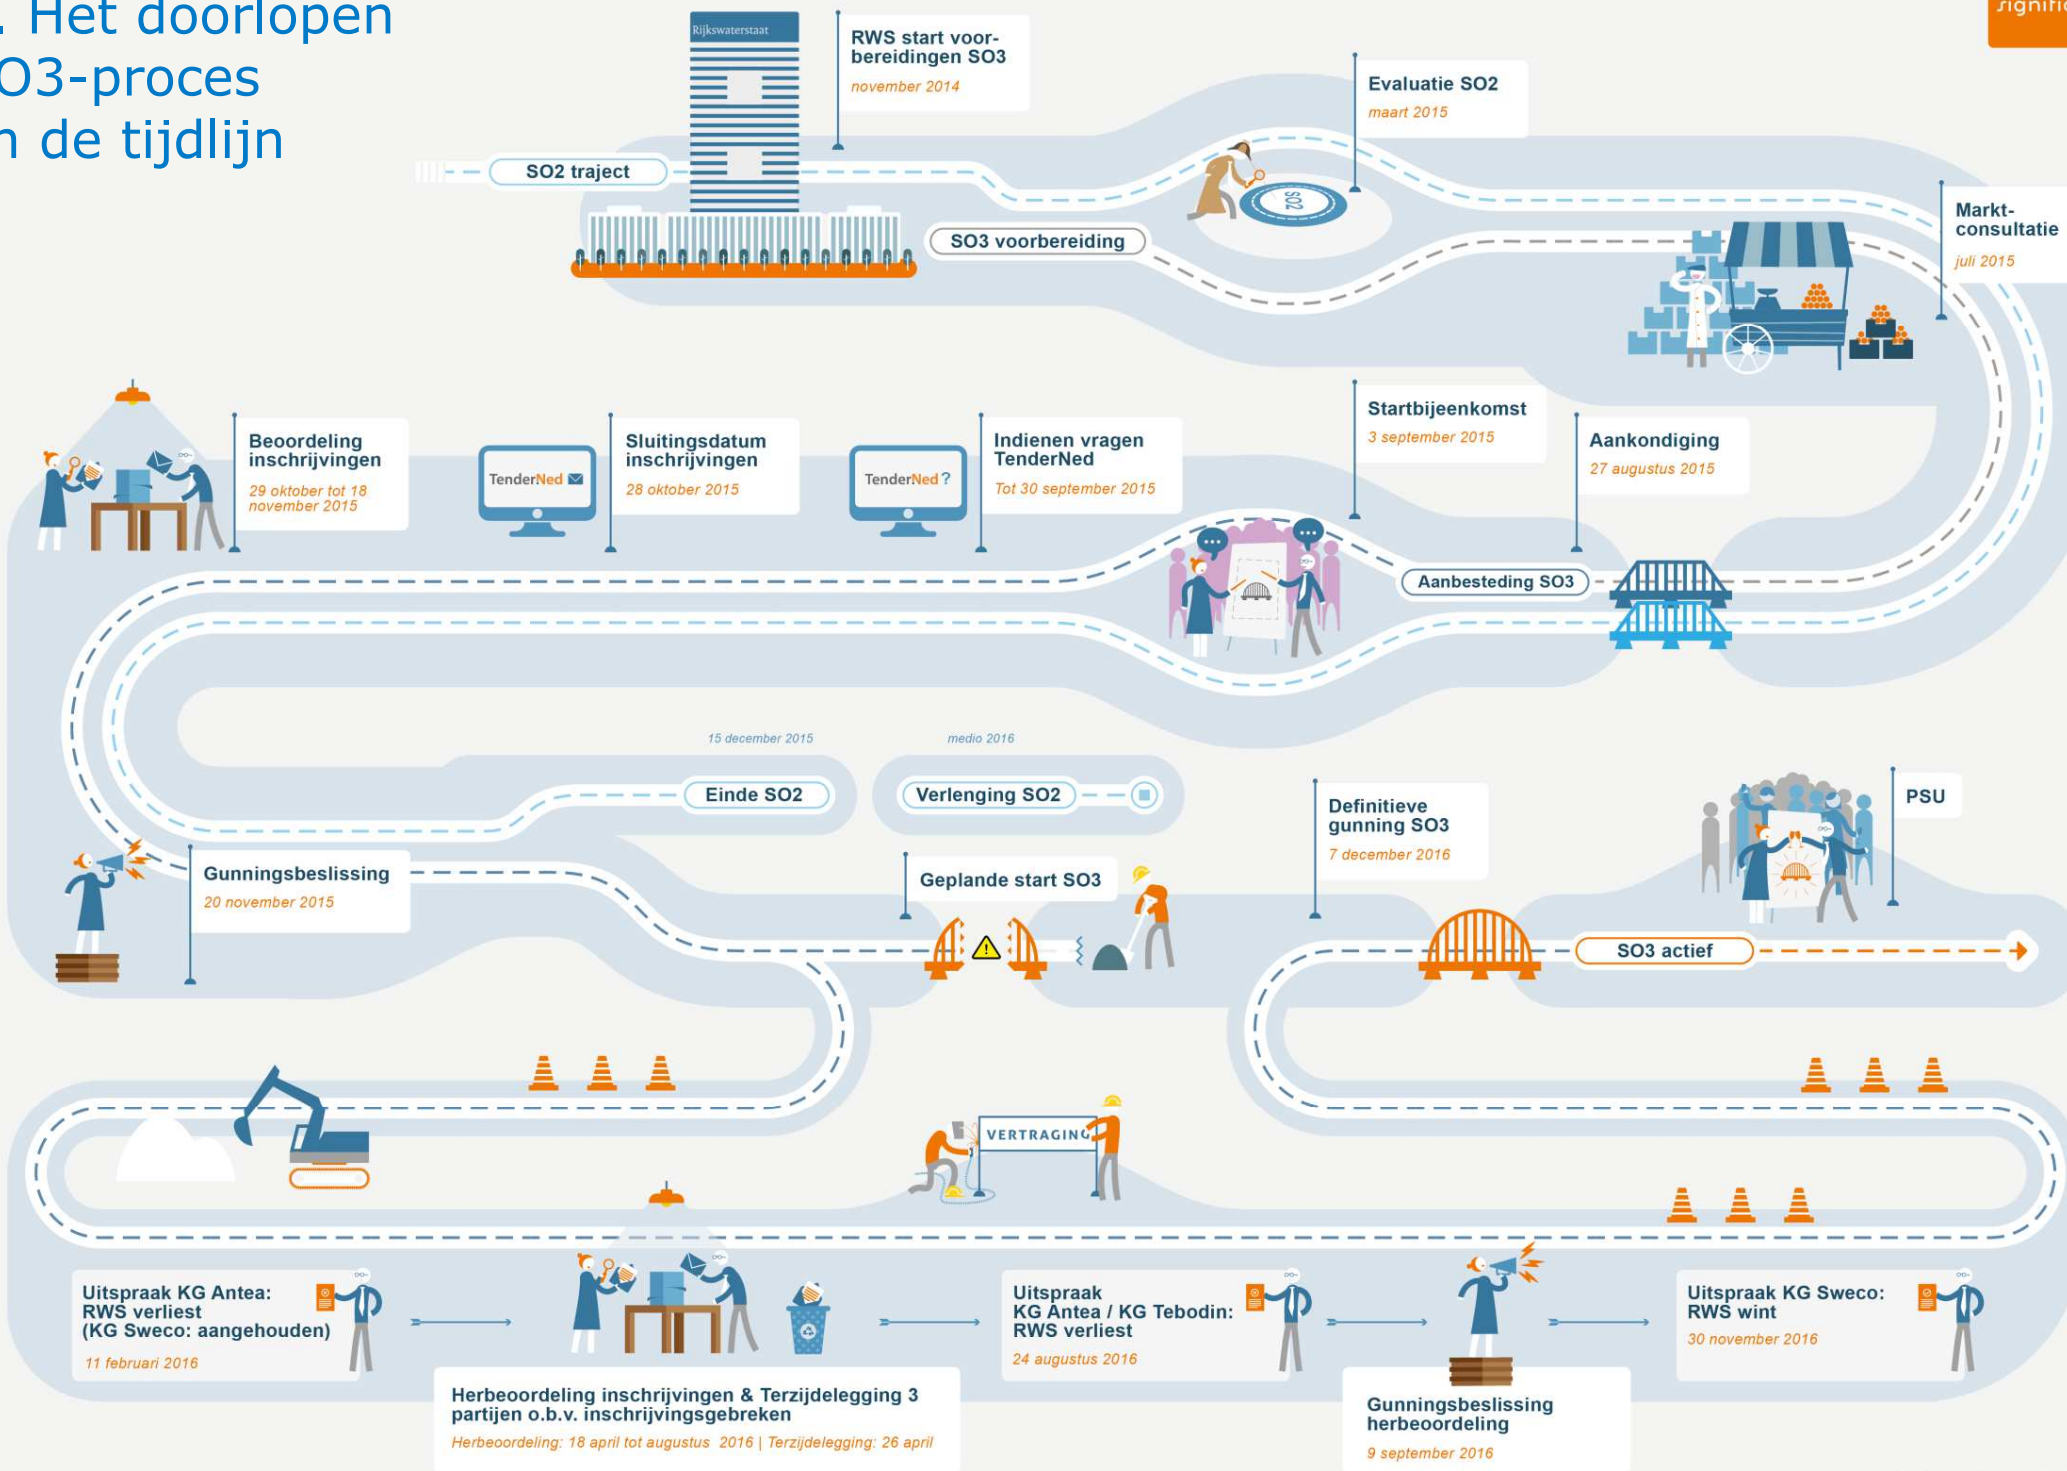 . Het doorlopen
O3-proces
n de tijdlijn
Rijkswaterstaat
RWS start voor-
bereidingen SO3
november 2014
Evaluatie SO2
maart 2015
SO2 traject
SO2
SO3 voorbereiding
Markt-
consultatie
juli 2015
Beoordeling
inschrijvingen
29 oktober tot 18
november 2015
TenderNed
Sluitingsdatum
inschrijvingen
28 oktober 2015
TenderNed ?
Indienen vragen
TenderNed
Tot 30 september 2015
Startbijeenkomst
3 september 2015
Aankondiging
27 augustus 2015
Aanbesteding SO3
15 december 2015
Einde SO2
medio 2016
Verlenging SO2
Gunningsbeslissing
20 november 2015
Geplande start SO3
Definitieve
gunning SO3
7 december 2016
PSU
SO3 actief
VERTRAGING
Uitspraak KG Antea:
RWS verliest
(KG Sweco: aangehouden)
11 februari 2016
Herbeoordeling inschrijvingen & Terzijdelegging 3
partijen o.b.v. inschrijvingsgebreken
Herbeoordeling: 18 april tot augustus 2016 | Terzijdelegging: 26 april
Uitspraak
KG Antea / KG Tebodin:
RWS verliest
24 augustus 2016
Gunningsbeslissing
herbeoordeling
9 september 2016
Uitspraak KG Sweco:
RWS wint
30 november 2016